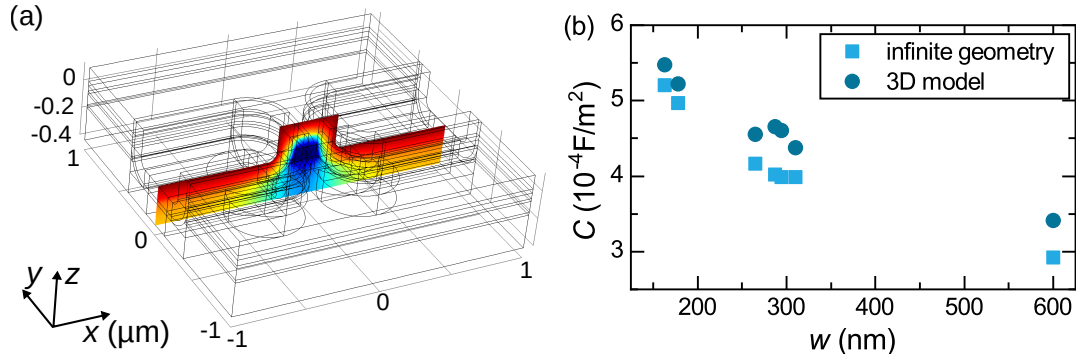 (a)
0
-0.2
-0.4
1
0
-1
-1
0
1
y
z
x (μm)
(b)
6
5
4
3
C (10⁻⁴F/m²)
infinite geometry
3D model
200
300
400
500
600
w (nm)